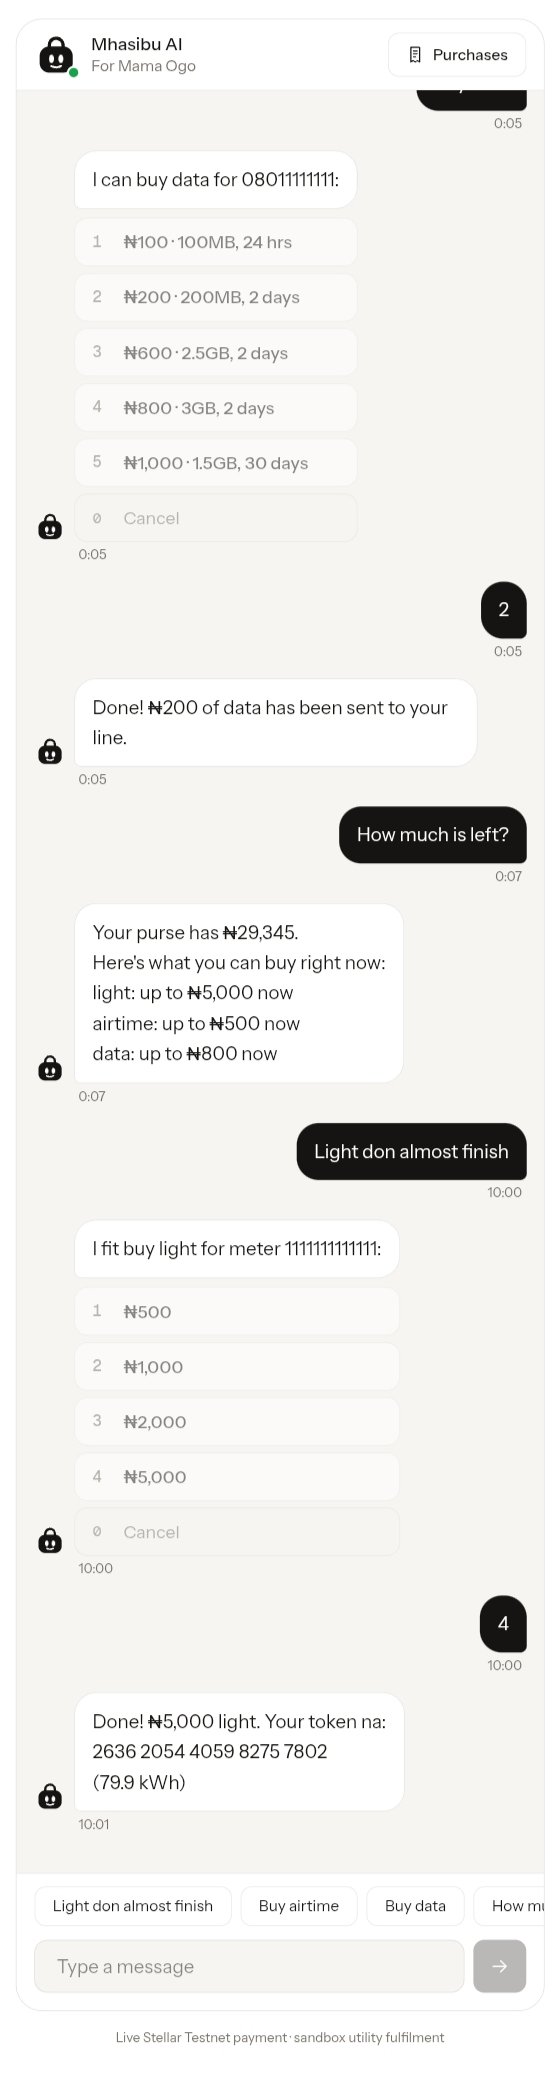 Mhasibu AI
For Mama Ogo
Purchases
0:05
I can buy data for 08011111111:
1 ₦100 · 100MB, 24 hrs
2 ₦200 · 200MB, 2 days
3 ₦600 · 2.5GB, 2 days
4 ₦800 · 3GB, 2 days
5 ₦1,000 · 1.5GB, 30 days
0 Cancel
0:05
2
0:05
Done! ₦200 of data has been sent to your
line.
0:05
How much is left?
0:07
Your purse has ₦29,345.
Here's what you can buy right now:
light: up to ₦5,000 now
airtime: up to ₦500 now
data: up to ₦800 now
0:07
Light don almost finish
10:00
I fit buy light for meter 1111111111111:
1 ₦500
2 ₦1,000
3 ₦2,000
4 ₦5,000
0 Cancel
10:00
4
10:00
Done! ₦5,000 light. Your token na:
2636 2054 4059 8275 7802
(79.9 kWh)
10:01
Light don almost finish
Buy airtime
Buy data
How
Type a message
Live Stellar Testnet payment · sandbox utility fulfilment